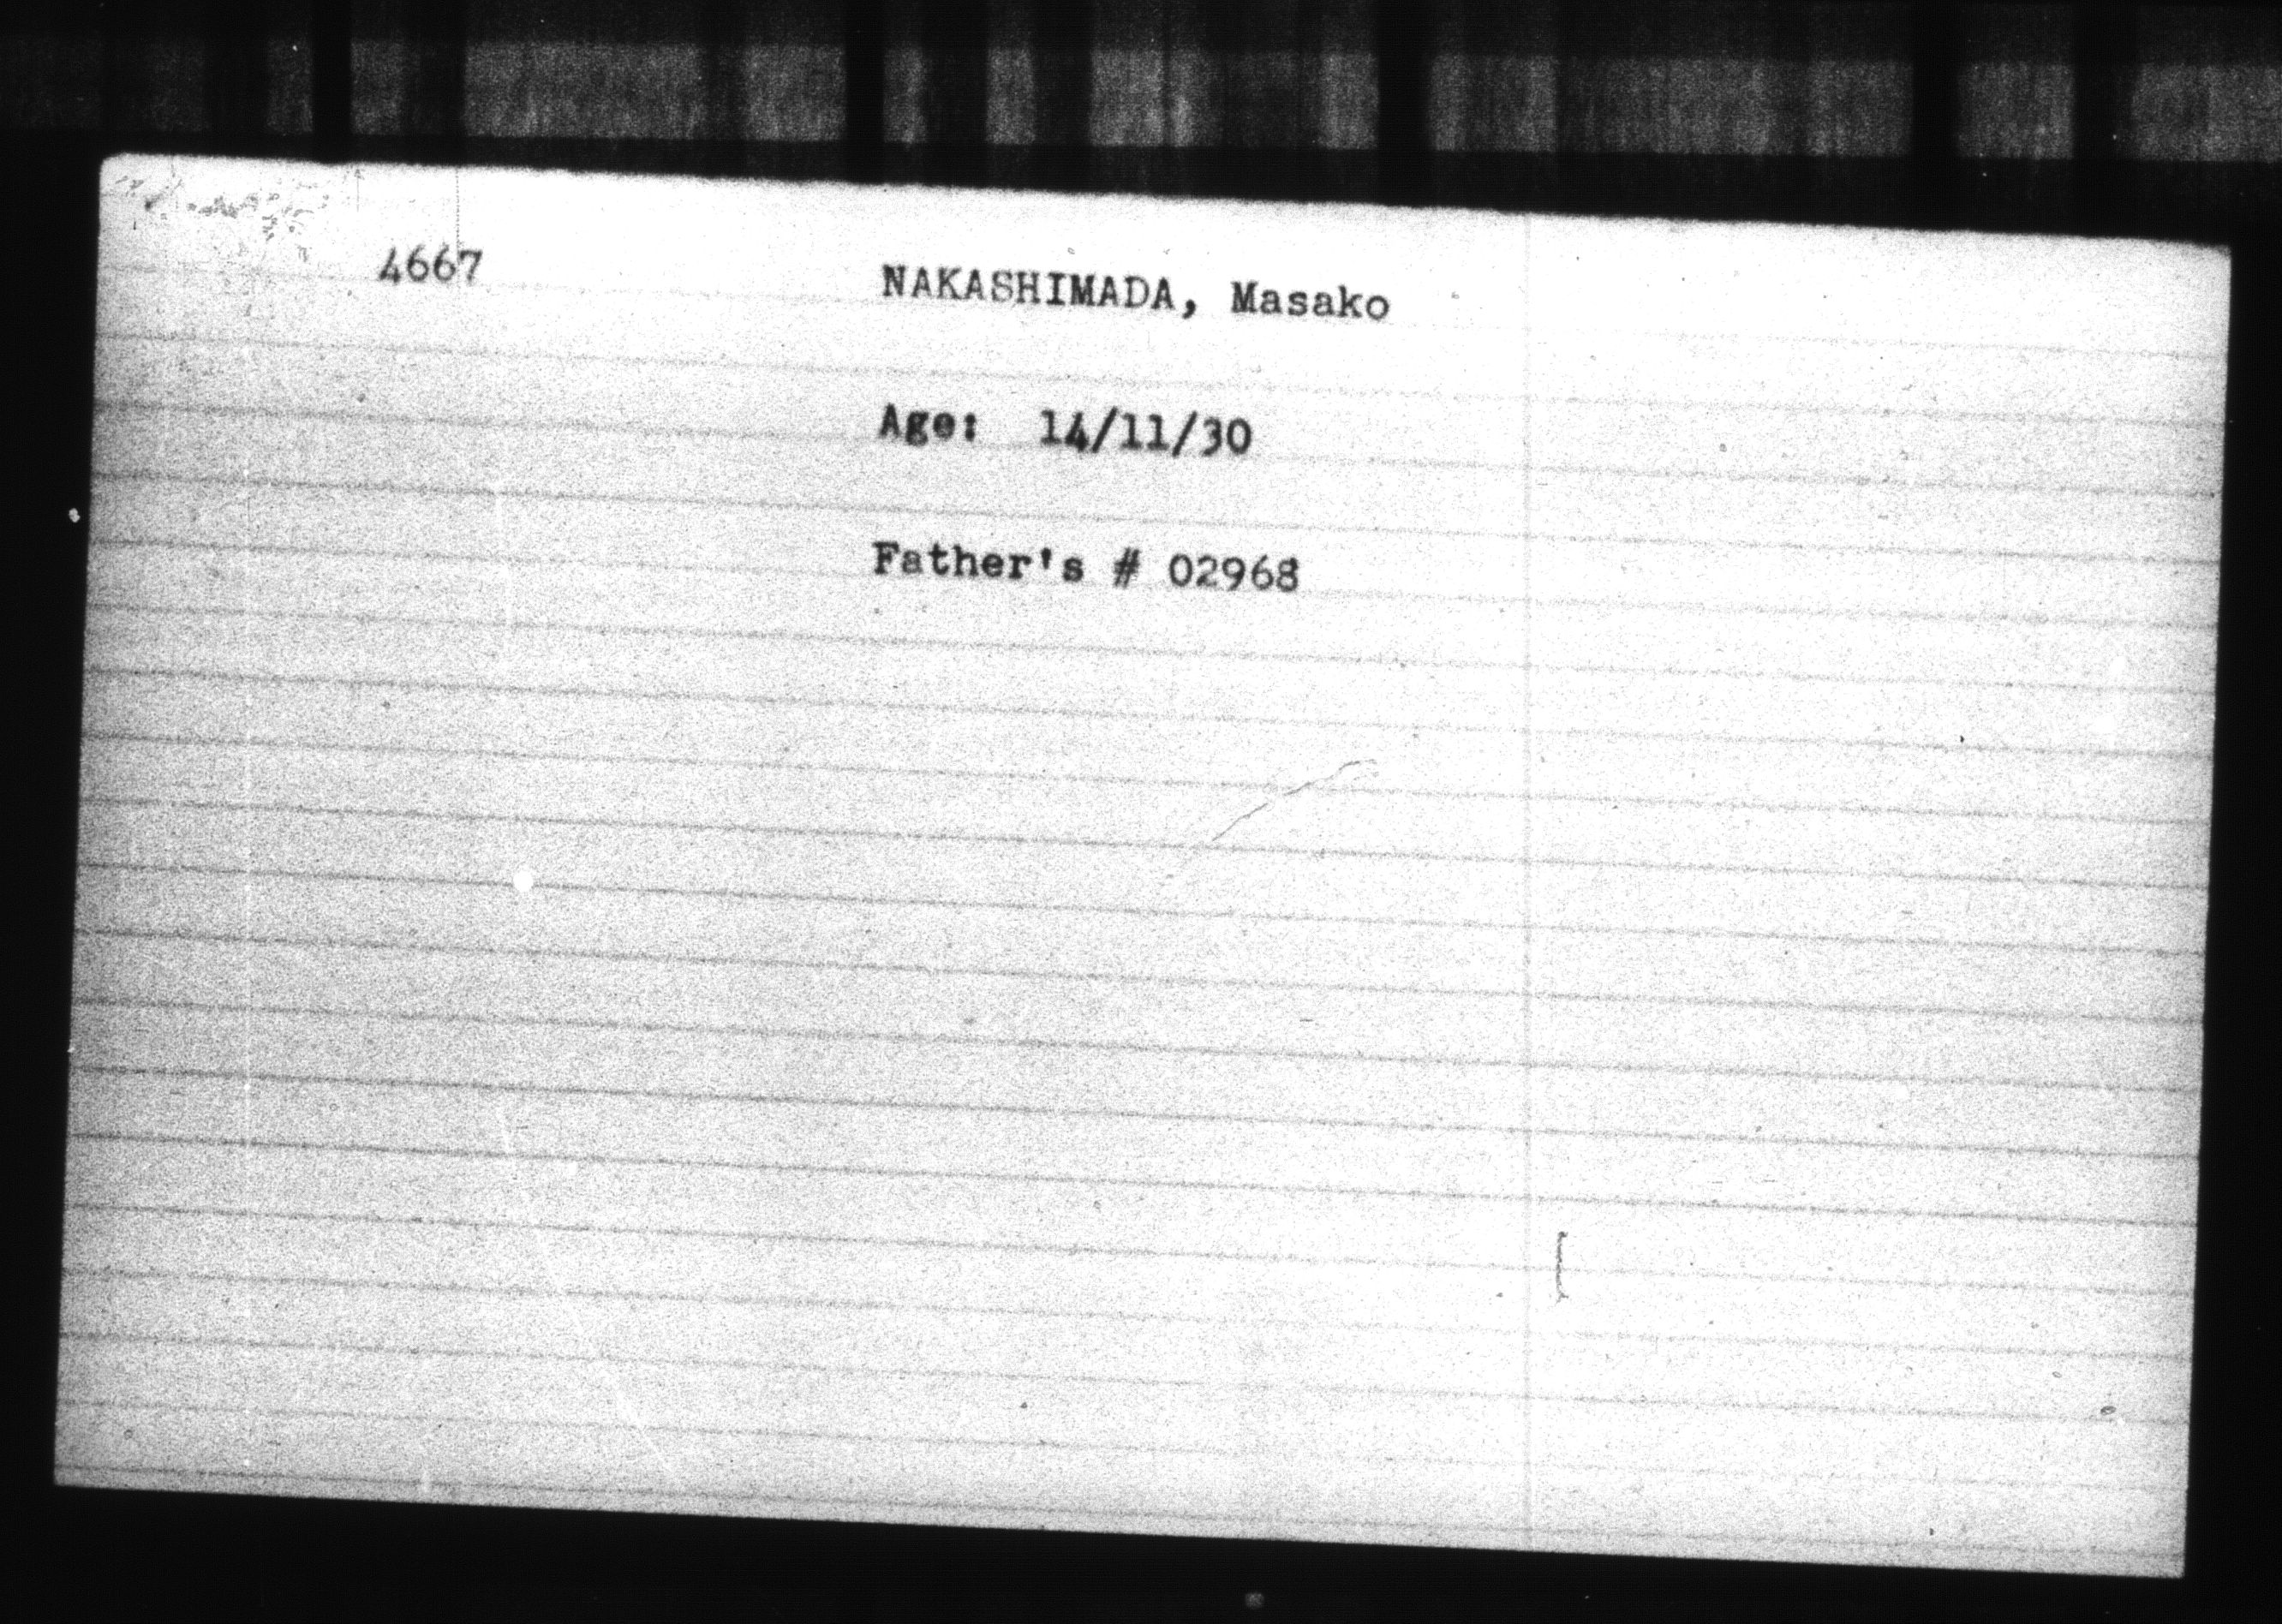 4667 NAKASHIMADA, Masako
Age: 14/11/30
Father's # 02968